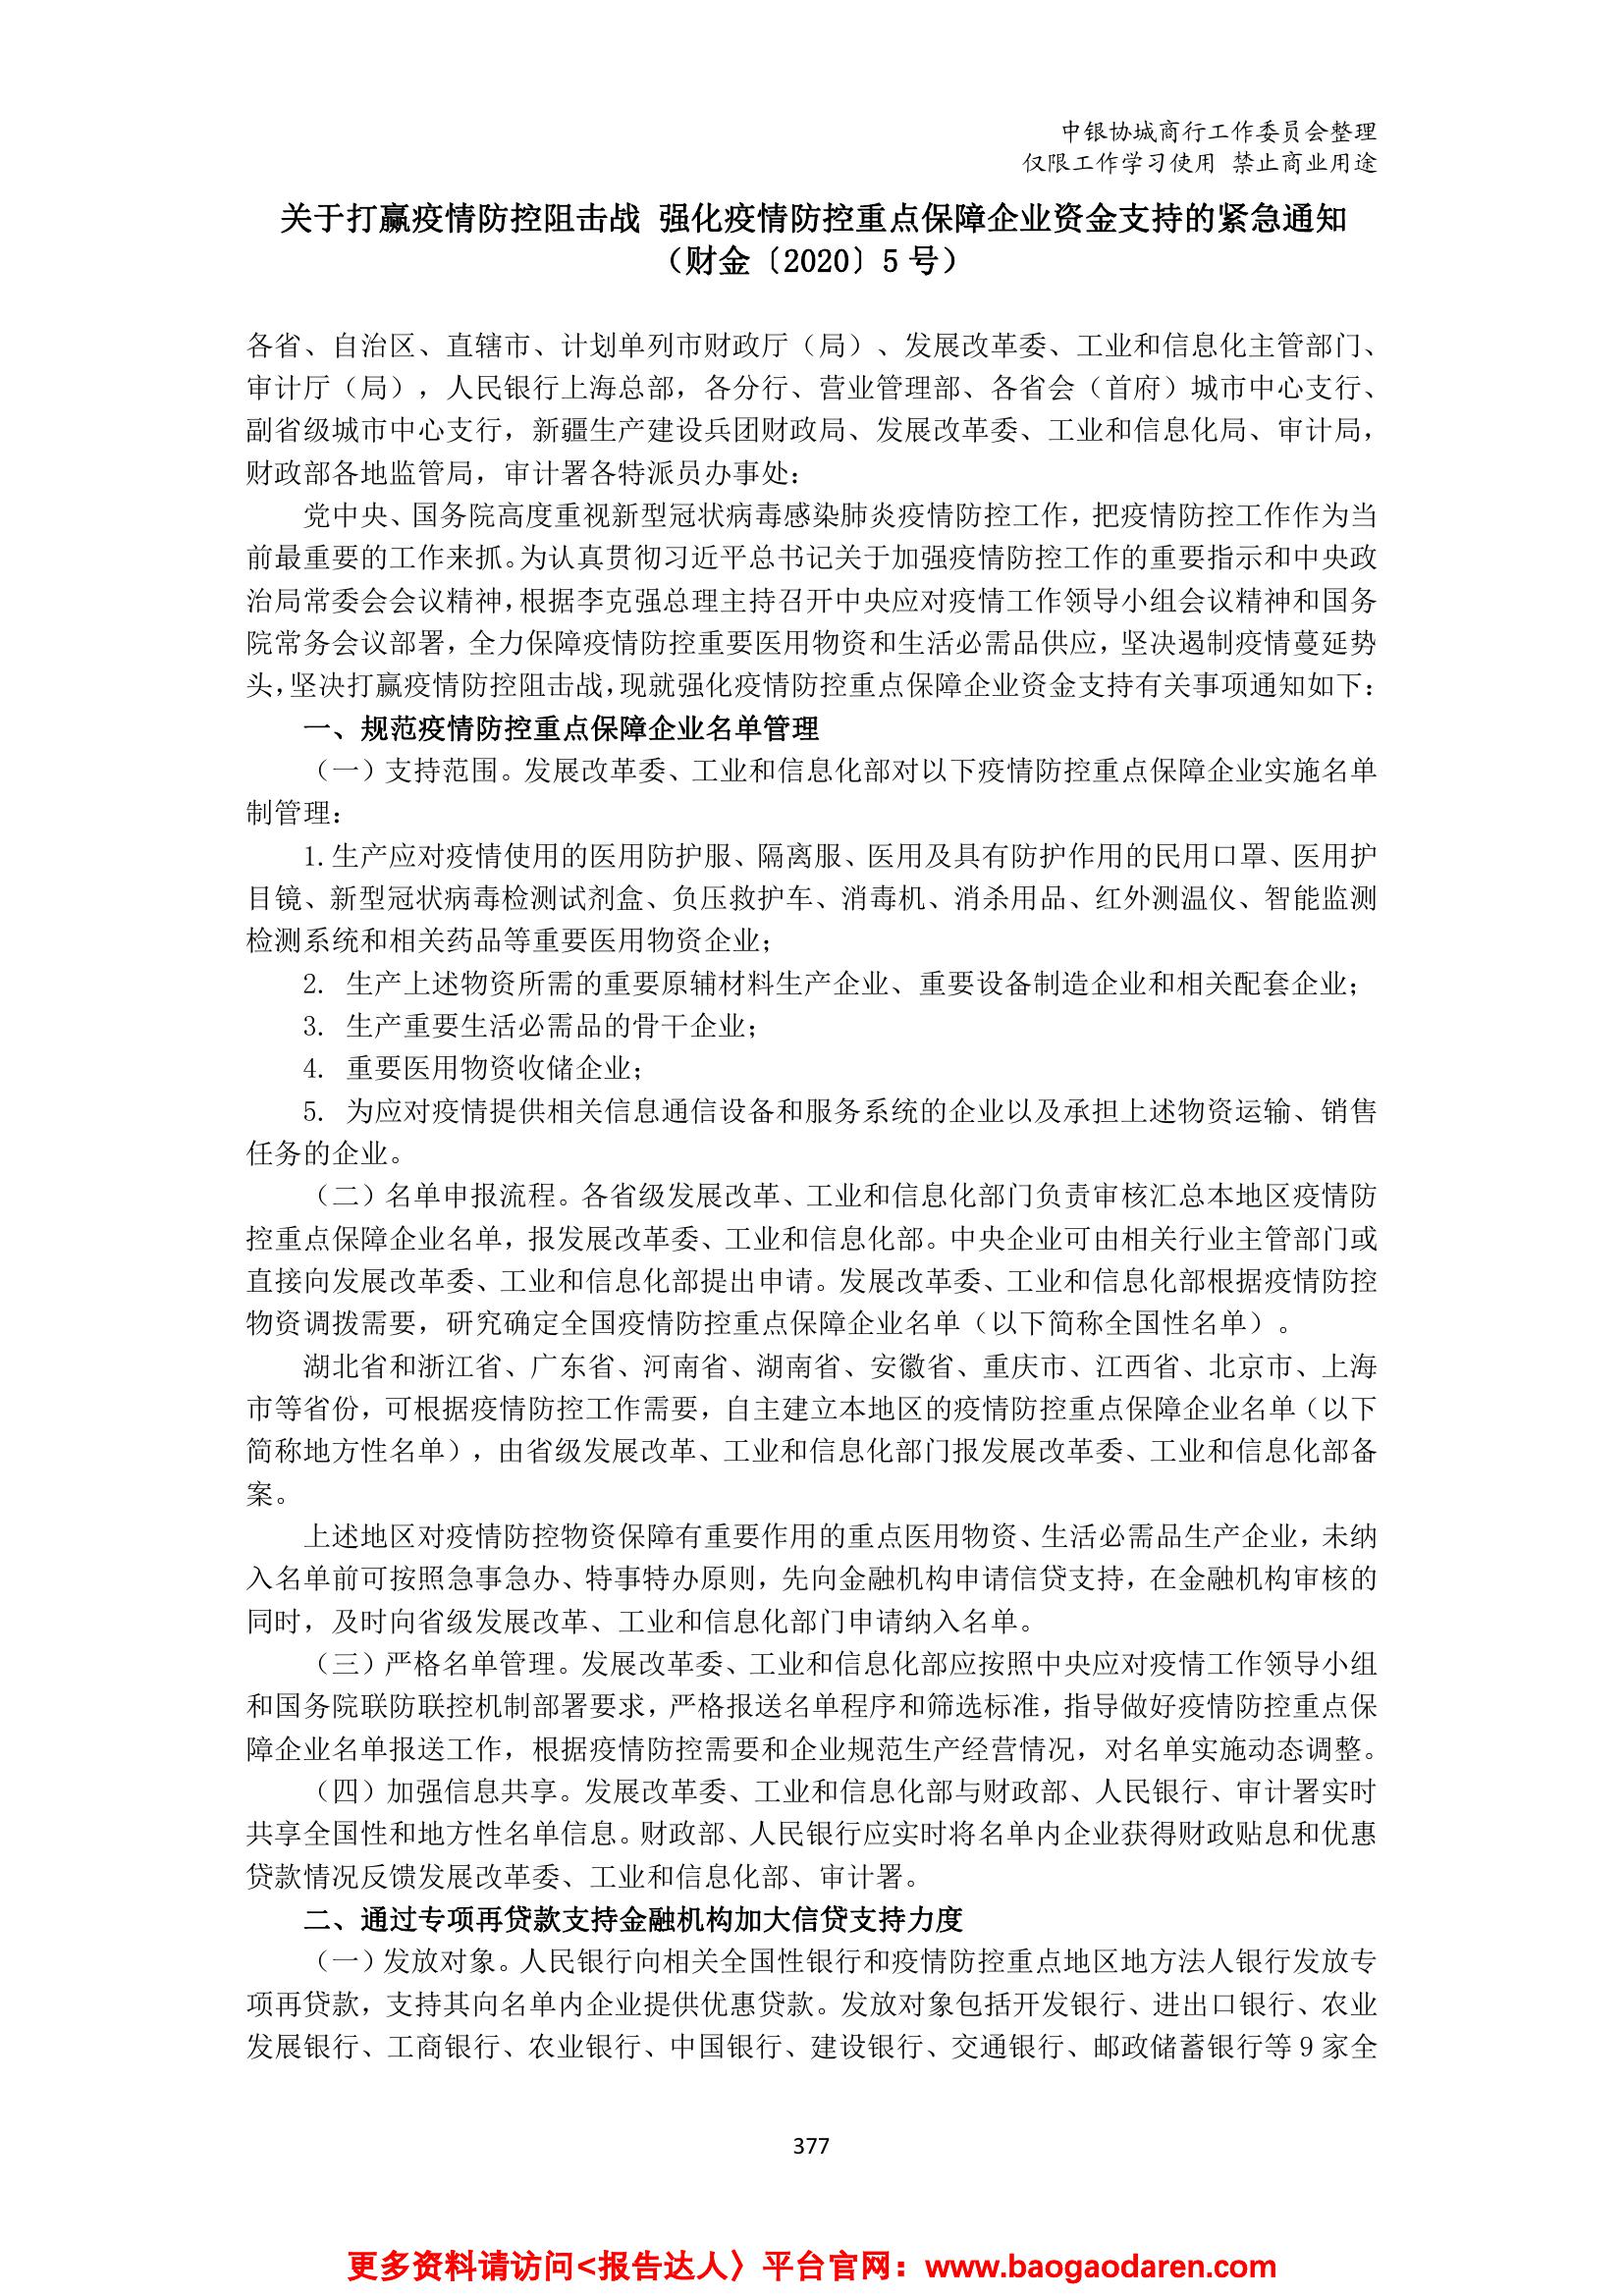 中银协城商行工作委员会整理
仅限工作学习使用 禁止商业用途
关于打赢疫情防控阻击战 强化疫情防控重点保障企业资金支持的紧急通知
（财金〔2020〕5 号）
各省、自治区、直辖市、计划单列市财政厅（局）、发展改革委、工业和信息化主管部门、
审计厅（局），人民银行上海总部，各分行、营业管理部、各省会（首府）城市中心支行、
副省级城市中心支行，新疆生产建设兵团财政局、发展改革委、工业和信息化局、审计局，
财政部各地监管局，审计署各特派员办事处：
党中央、国务院高度重视新型冠状病毒感染肺炎疫情防控工作，把疫情防控工作作为当
前最重要的工作来抓。为认真贯彻习近平总书记关于加强疫情防控工作的重要指示和中央政
治局常委会会议精神，根据李克强总理主持召开中央应对疫情工作领导小组会议精神和国务
院常务会议部署，全力保障疫情防控重要医用物资和生活必需品供应，坚决遏制疫情蔓延势
头，坚决打赢疫情防控阻击战，现就强化疫情防控重点保障企业资金支持有关事项通知如下：
一、规范疫情防控重点保障企业名单管理
（一）支持范围。发展改革委、工业和信息化部对以下疫情防控重点保障企业实施名单
制管理：
1.生产应对疫情使用的医用防护服、隔离服、医用及具有防护作用的民用口罩、医用护
目镜、新型冠状病毒检测试剂盒、负压救护车、消毒机、消杀用品、红外测温仪、智能监测
检测系统和相关药品等重要医用物资企业；
2. 生产上述物资所需的重要原辅材料生产企业、重要设备制造企业和相关配套企业；
3. 生产重要生活必需品的骨干企业；
4. 重要医用物资收储企业；
5. 为应对疫情提供相关信息通信设备和服务系统的企业以及承担上述物资运输、销售
任务的企业。
（二）名单申报流程。各省级发展改革、工业和信息化部门负责审核汇总本地区疫情防
控重点保障企业名单，报发展改革委、工业和信息化部。中央企业可由相关行业主管部门或
直接向发展改革委、工业和信息化部提出申请。发展改革委、工业和信息化部根据疫情防控
物资调拨需要，研究确定全国疫情防控重点保障企业名单（以下简称全国性名单）。
湖北省和浙江省、广东省、河南省、湖南省、安徽省、重庆市、江西省、北京市、上海
市等省份，可根据疫情防控工作需要，自主建立本地区的疫情防控重点保障企业名单（以下
简称地方性名单），由省级发展改革、工业和信息化部门报发展改革委、工业和信息化部备
案。
上述地区对疫情防控物资保障有重要作用的重点医用物资、生活必需品生产企业，未纳
入名单前可按照急事急办、特事特办原则，先向金融机构申请信贷支持，在金融机构审核的
同时，及时向省级发展改革、工业和信息化部门申请纳入名单。
（三）严格名单管理。发展改革委、工业和信息化部应按照中央应对疫情工作领导小组
和国务院联防联控机制部署要求，严格报送名单程序和筛选标准，指导做好疫情防控重点保
障企业名单报送工作，根据疫情防控需要和企业规范生产经营情况，对名单实施动态调整。
（四）加强信息共享。发展改革委、工业和信息化部与财政部、人民银行、审计署实时
共享全国性和地方性名单信息。财政部、人民银行应实时将名单内企业获得财政贴息和优惠
贷款情况反馈发展改革委、工业和信息化部、审计署。
二、通过专项再贷款支持金融机构加大信贷支持力度
（一）发放对象。人民银行向相关全国性银行和疫情防控重点地区地方法人银行发放专
项再贷款，支持其向名单内企业提供优惠贷款。发放对象包括开发银行、进出口银行、农业
发展银行、工商银行、农业银行、中国银行、建设银行、交通银行、邮政储蓄银行等 9 家全
377
更多资料请访问<报告达人〉平台官网：www.baogaodaren.com